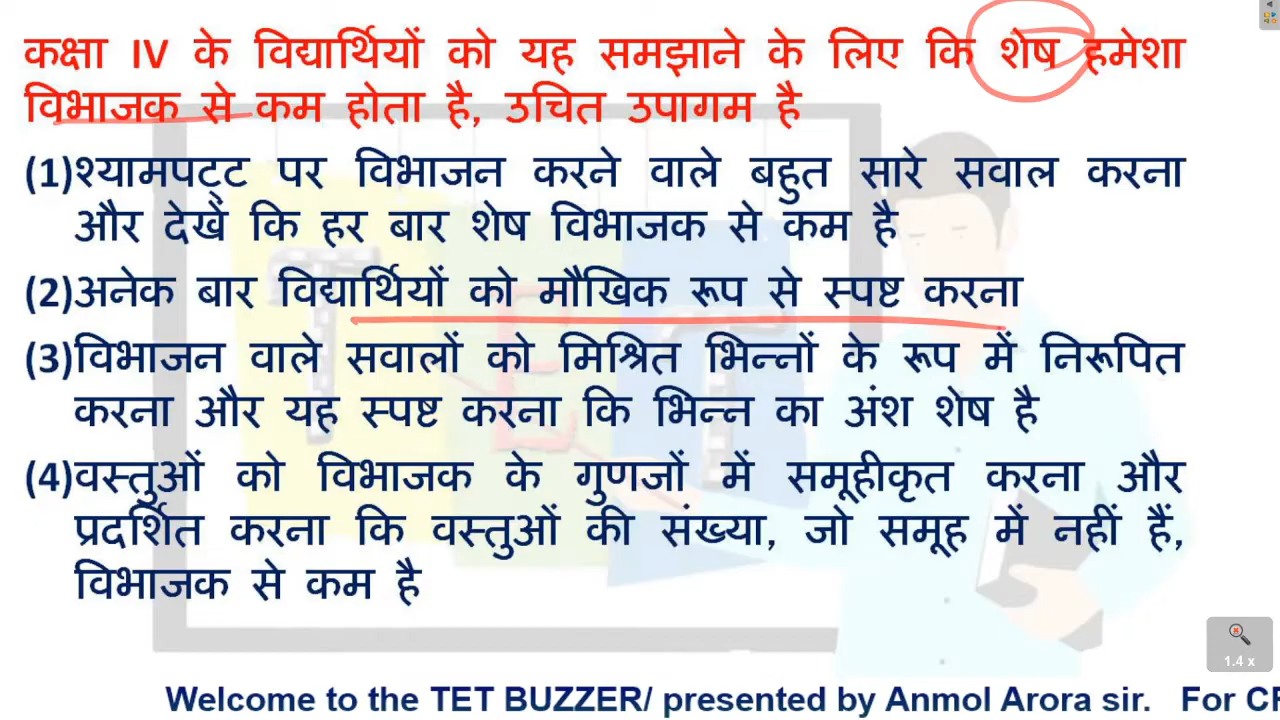 कक्षा IV के विद्यार्थियों को यह समझाने के लिए कि शेष हमेशा
विभाजक से कम होता है, उचित उपागम है
(1)श्यामपट्ट पर विभाजन करने वाले बहुत सारे सवाल करना
और देखें कि हर बार शेष विभाजक से कम है
(2)अनेक बार विद्यार्थियों को मौखिक रूप से स्पष्ट करना
(3)विभाजन वाले सवालों को मिश्रित भिन्नों के रूप में निरूपित
करना और यह स्पष्ट करना कि भिन्न का अंश शेष है
(4)वस्तुओं को विभाजक के गुणजों में समूहीकृत करना और
प्रदर्शित करना कि वस्तुओं की संख्या, जो समूह में नहीं हैं,
विभाजक से कम है
1.4 x
Welcome to the TET BUZZER/ presented by Anmol Arora sir. For